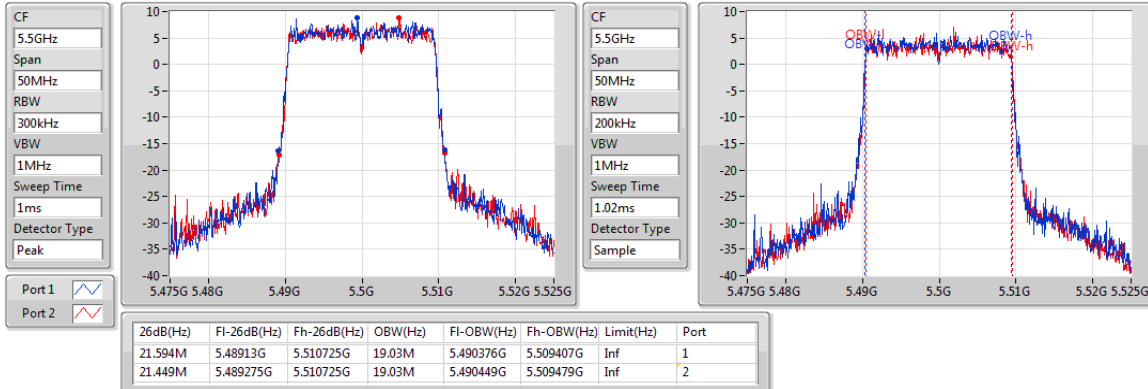 CF
5.5GHz
Span
50MHz
RBW
300kHz
VBW
1MHz
Sweep Time
1ms
Detector Type
Peak
Port 1
Port 2
10
5
0
-5
-10
-15
-20
-25
-30
-35
-40
5.475G 5.48G 5.49G 5.5G 5.51G 5.52G 5.525G
CF
5.5GHz
Span
50MHz
RBW
200kHz
VBW
1MHz
Sweep Time
1.02ms
Detector Type
Sample
10
5
0
-5
-10
-15
-20
-25
-30
-35
-40
OBW-h
OBW-h
5.475G 5.48G 5.49G 5.5G 5.51G 5.52G 5.525G
26dB(Hz) Fl-26dB(Hz) Fh-26dB(Hz) OBW(Hz) Fl-OBW(Hz) Fh-OBW(Hz) Limit(Hz) Port
21.594M 5.48913G 5.510725G 19.03M 5.490376G 5.509407G Inf 1
21.449M 5.489275G 5.510725G 19.03M 5.490449G 5.509479G Inf 2